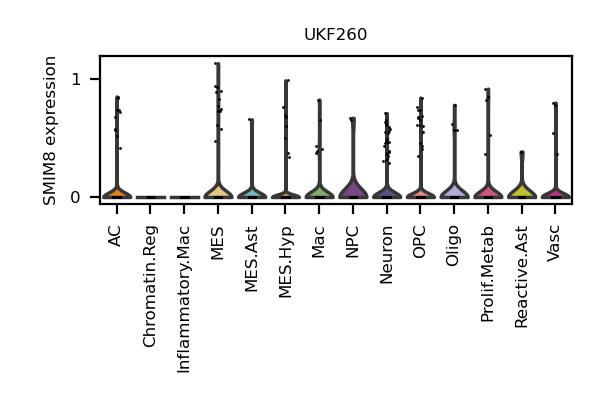 UKF260
SMIM8 expression
1
0
AC
Chromatin.Reg
Inflammatory.Mac
MES
MES.Ast
MES.Hyp
Mac
NPC
Neuron
OPC
Oligo
Prolif.Metab
Reactive.Ast
Vasc